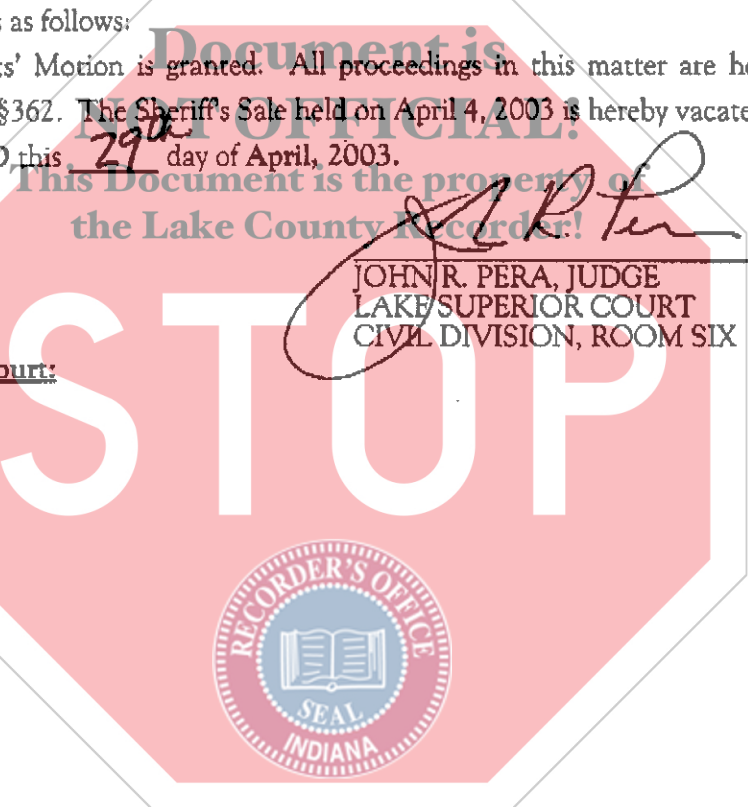 s as follows:
Document is
ts' Motion is granted. All proceedings in this matter are he
§362. The Sheriff's Sale held on April 4, 2003 is hereby vacate
NOT OFFICIAL!
D this 29th day of April, 2003.
This Document is the property of
the Lake County Recorder!
JOHN R. PERA, JUDGE
LAKE SUPERIOR COURT
CIVIL DIVISION, ROOM SIX
ourt:
STOP
RECORDER'S OFFICE
SEAL
INDIANA